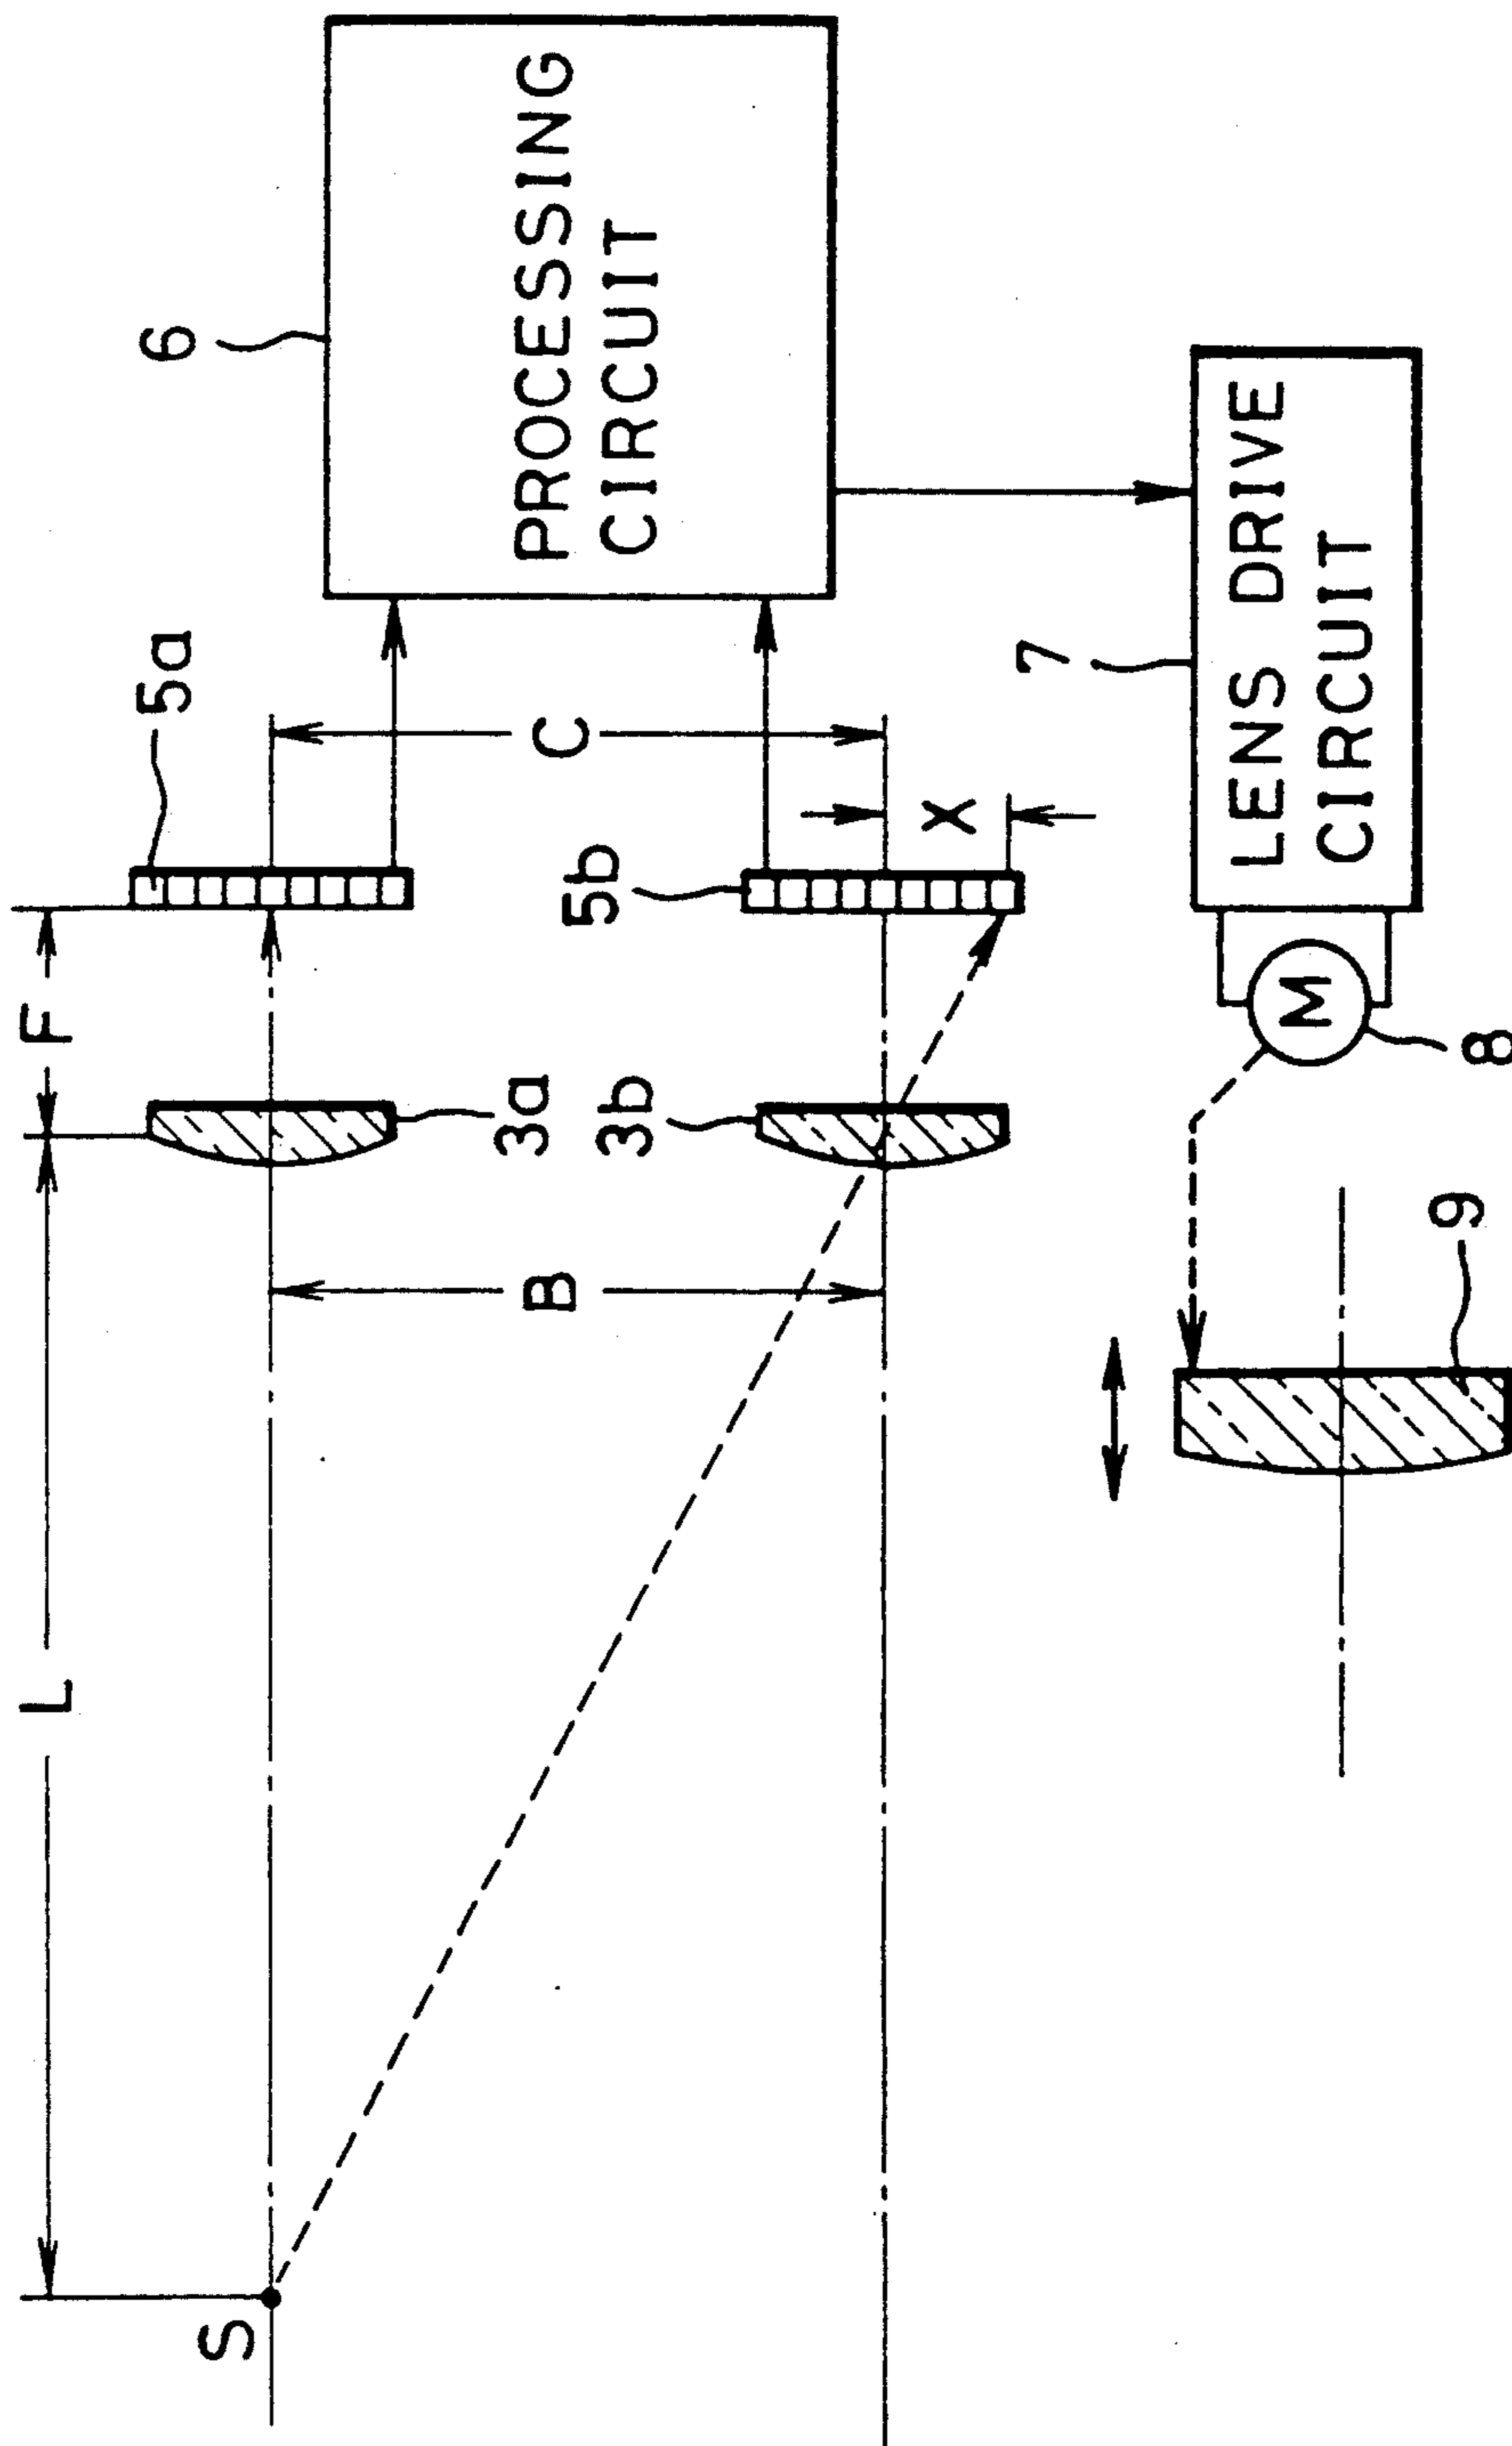 L
F
S
3a
5a
6
B
C
PROCESSING
CIRCUIT
3b
5b
X
7
LENS DRIVE
CIRCUIT
M
8
9